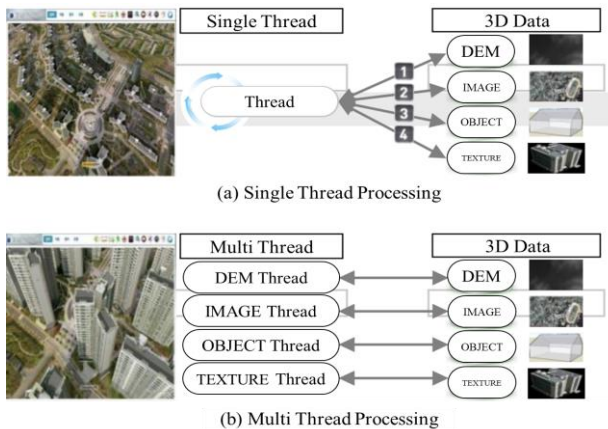 Single Thread
3D Data
Thread
1
2
3
4
DEM
IMAGE
OBJECT
TEXTURE
(a) Single Thread Processing
Multi Thread
3D Data
DEM Thread
DEM
IMAGE Thread
IMAGE
OBJECT Thread
OBJECT
TEXTURE Thread
TEXTURE
(b) Multi Thread Processing